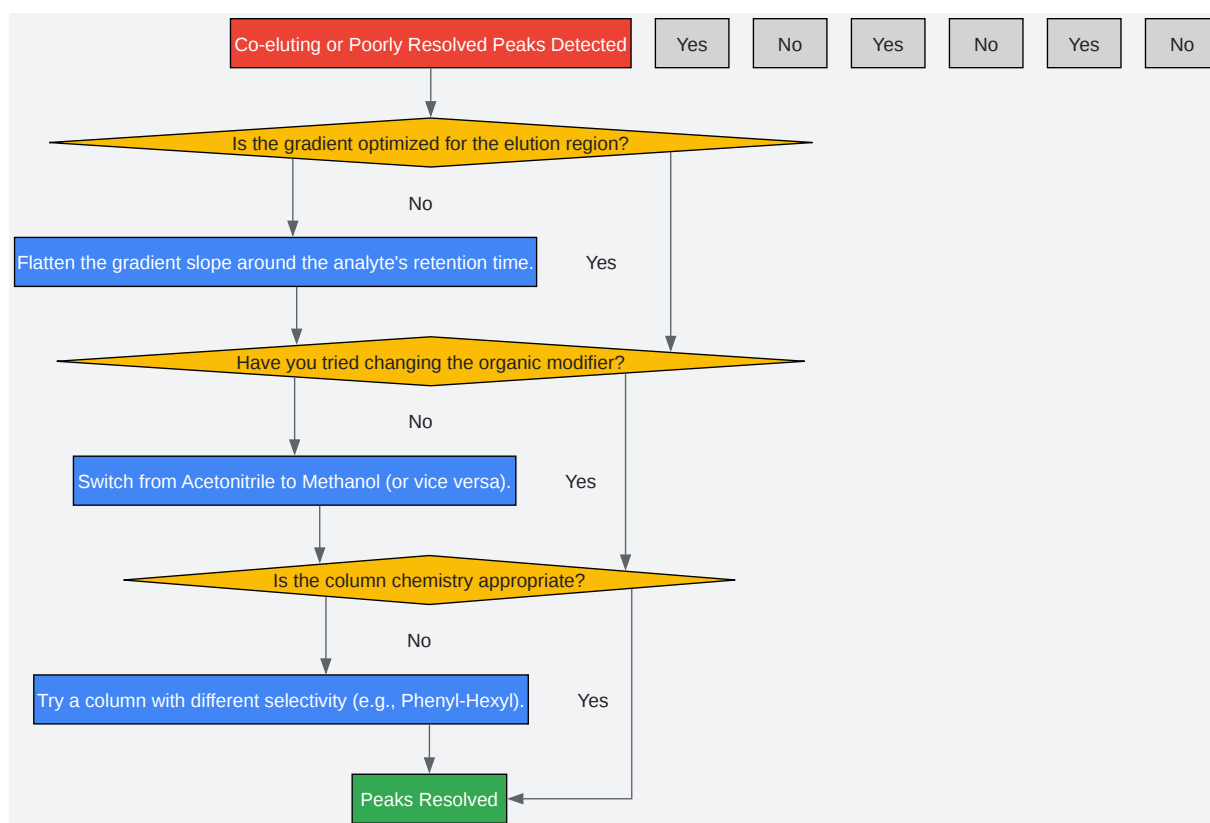 Co-eluting or Poorly Resolved Peaks Detected
Yes
No
Yes
No
Yes
No
Is the gradient optimized for the elution region?
No
Flatten the gradient slope around the analyte's retention time.
Yes
Have you tried changing the organic modifier?
No
Switch from Acetonitrile to Methanol (or vice versa).
Yes
Is the column chemistry appropriate?
No
Try a column with different selectivity (e.g., Phenyl-Hexyl).
Yes
Peaks Resolved